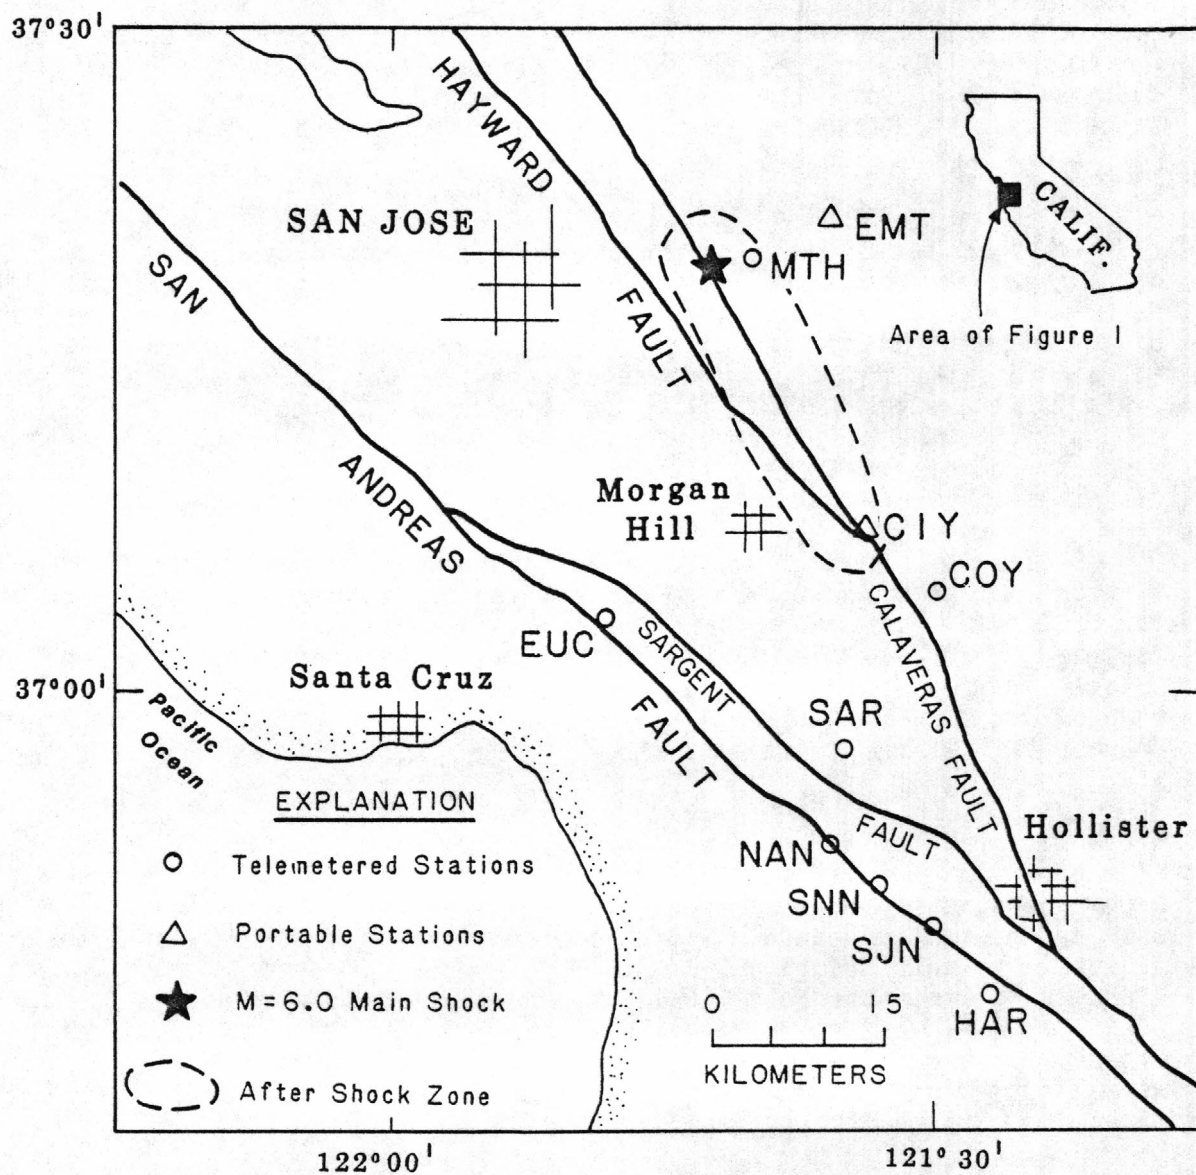 37°30'
HAYWARD
FAULT
SAN JOSE
EMT
MTH
CALIF.
Area of Figure 1
SAN
ANDREAS
FAULT
Morgan
Hill
CIY
COY
CALAVERAS FAULT
EUC
SARGENT
FAULT
37°00'
Santa Cruz
SAR
Pacific
Ocean
EXPLANATION
Telemetered Stations
Portable Stations
M=6.0 Main Shock
After Shock Zone
NAN
SNN
SJN
HAR
Hollister
0 15
KILOMETERS
122°00'
121°30'